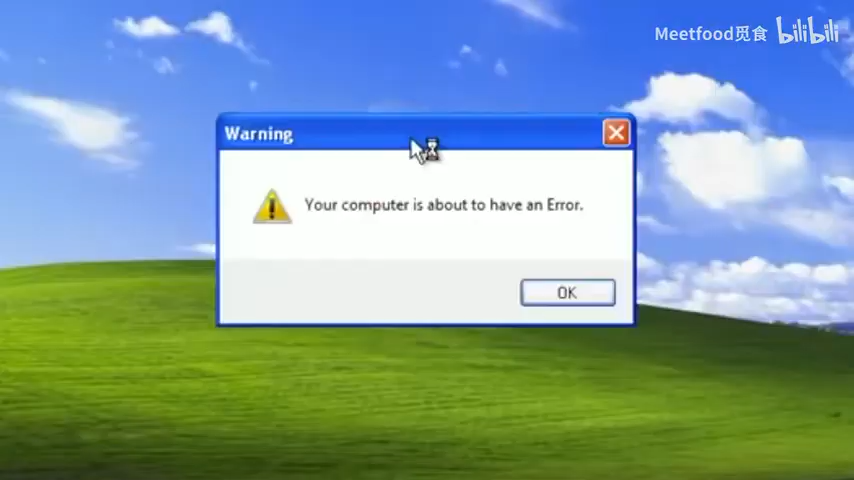 Meetfood觅食 bilibili
Warning
Your computer is about to have an Error.
OK